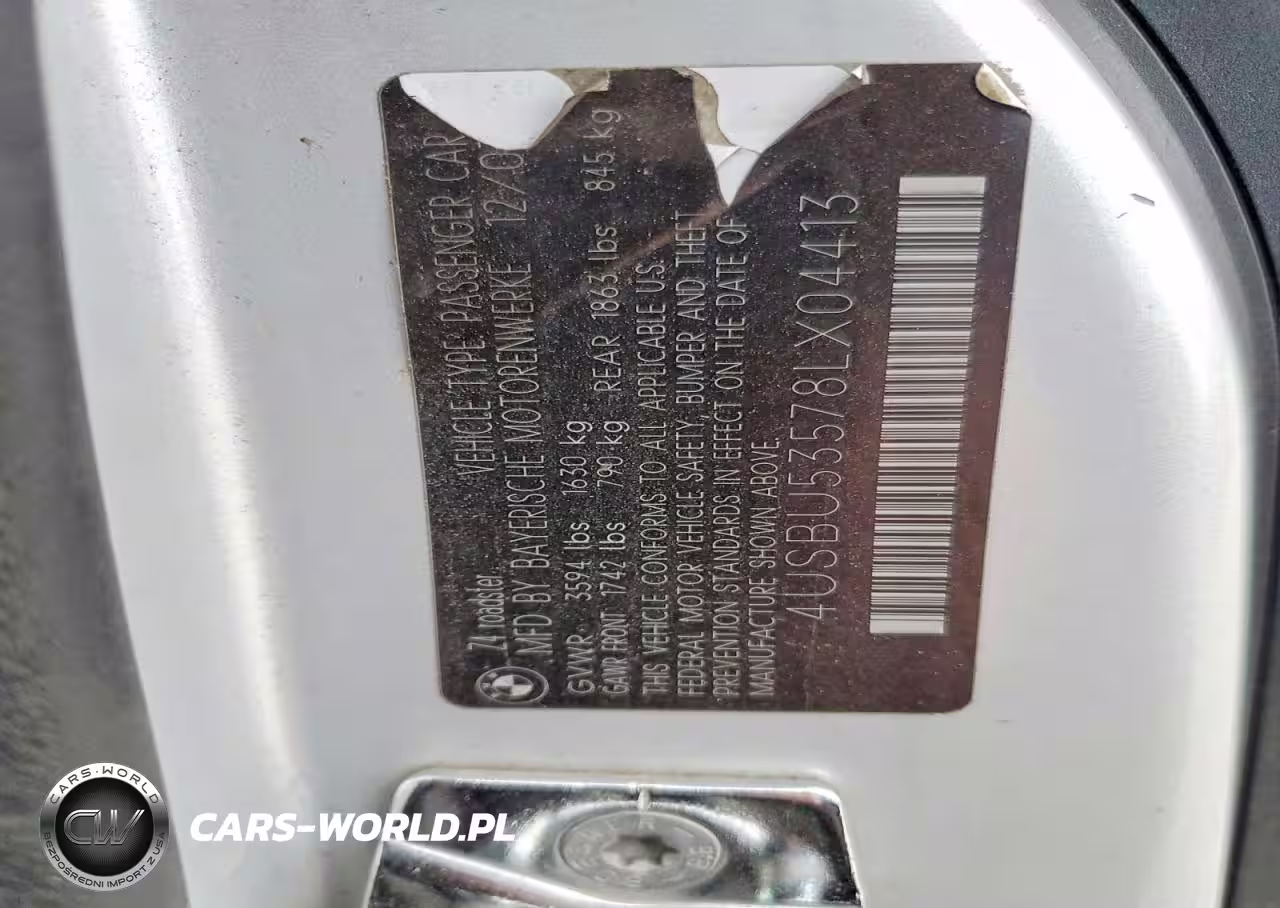 Z4 roadster VEHICLE TYPE PASSENGER CAR
MFD BY BAYERISCHE MOTORENWERKE 12/0
GVWR 3594 lbs 1630 kg
GAWR FRONT 1742 lbs 790 kg REAR 1863 lbs 845 kg
THIS VEHICLE CONFORMS TO ALL APPLICABLE U.S.
FEDERAL MOTOR VEHICLE SAFETY, BUMPER AND THEFT
PREVENTION STANDARDS IN EFFECT ON THE DATE OF
MANUFACTURE SHOWN ABOVE.
4USBU53578LX04413
CARS-WORLD
CW
BEZPOŚREDNI IMPORT Z USA
CARS-WORLD.PL